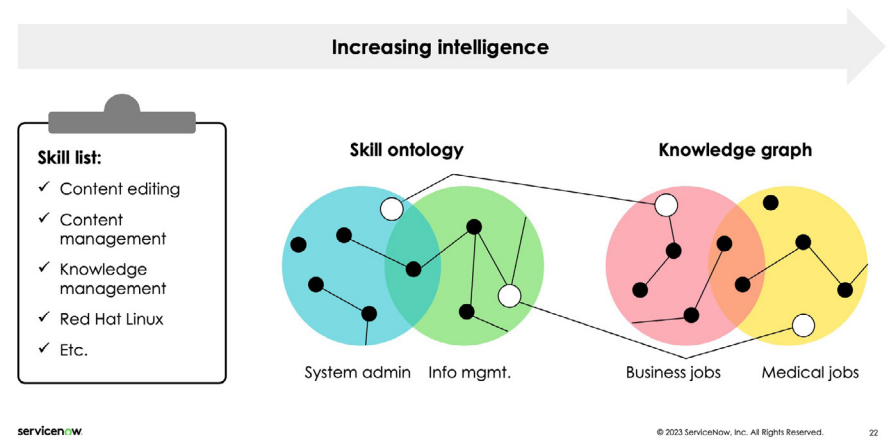 Increasing intelligence
Skill list:
✓ Content editing
✓ Content
management
✓ Knowledge
management
✓ Red Hat Linux
✓ Etc.
Skill ontology
Knowledge graph
System admin
Info mgmt.
Business jobs
Medical jobs
servicenow.
© 2023 ServiceNow, Inc. All Rights Reserved.
22